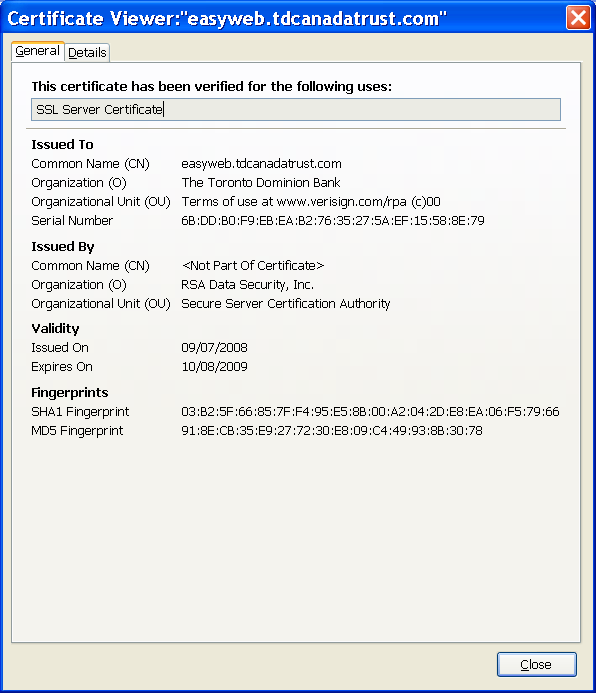 Certificate Viewer:"easyweb.tdcanadatrust.com"
General Details
This certificate has been verified for the following uses:
SSL Server Certificate
Issued To
Common Name (CN) easyweb.tdcanadatrust.com
Organization (O) The Toronto Dominion Bank
Organizational Unit (OU) Terms of use at www.verisign.com/rpa (c)00
Serial Number 6B:DD:B0:F9:EB:EA:B2:76:35:27:5A:EF:15:58:8E:79
Issued By
Common Name (CN) <Not Part Of Certificate>
Organization (O) RSA Data Security, Inc.
Organizational Unit (OU) Secure Server Certification Authority
Validity
Issued On 09/07/2008
Expires On 10/08/2009
Fingerprints
SHA1 Fingerprint 03:B2:5F:66:85:7F:F4:95:E5:8B:00:A2:04:2D:E8:EA:06:F5:79:66
MD5 Fingerprint 91:8E:CB:35:E9:27:72:30:E8:09:C4:49:93:8B:30:78
Close